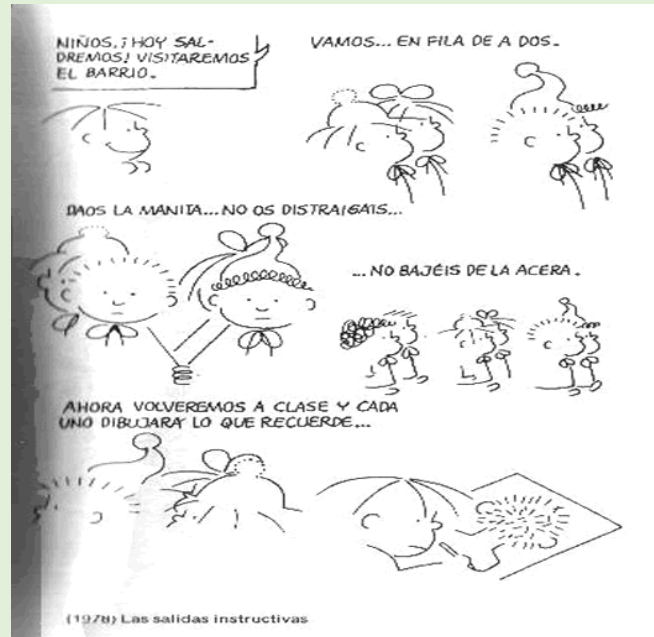 NIÑOS, ¡HOY SAL-
DREMOS! VISITAREMOS
EL BARRIO.
VAMOS... EN FILA DE A DOS.
DAOS LA MANITA... NO OS DISTRAIGAIS...
... NO BAJÉIS DE LA ACERA.
AHORA VOLVEREMOS A CLASE Y CADA
UNO DIBUJARA LO QUE RECUERDE...
(1978) Las salidas instructivas